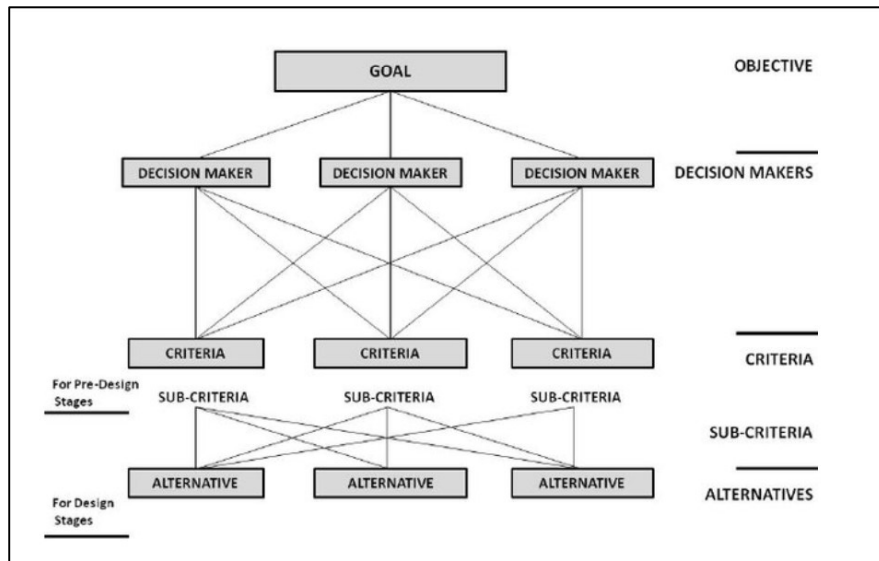 GOAL
OBJECTIVE
DECISION MAKER
DECISION MAKER
DECISION MAKER
DECISION MAKERS
CRITERIA
CRITERIA
CRITERIA
CRITERIA
For Pre-Design
Stages
SUB-CRITERIA
SUB-CRITERIA
SUB-CRITERIA
SUB-CRITERIA
ALTERNATIVE
ALTERNATIVE
ALTERNATIVE
ALTERNATIVES
For Design
Stages